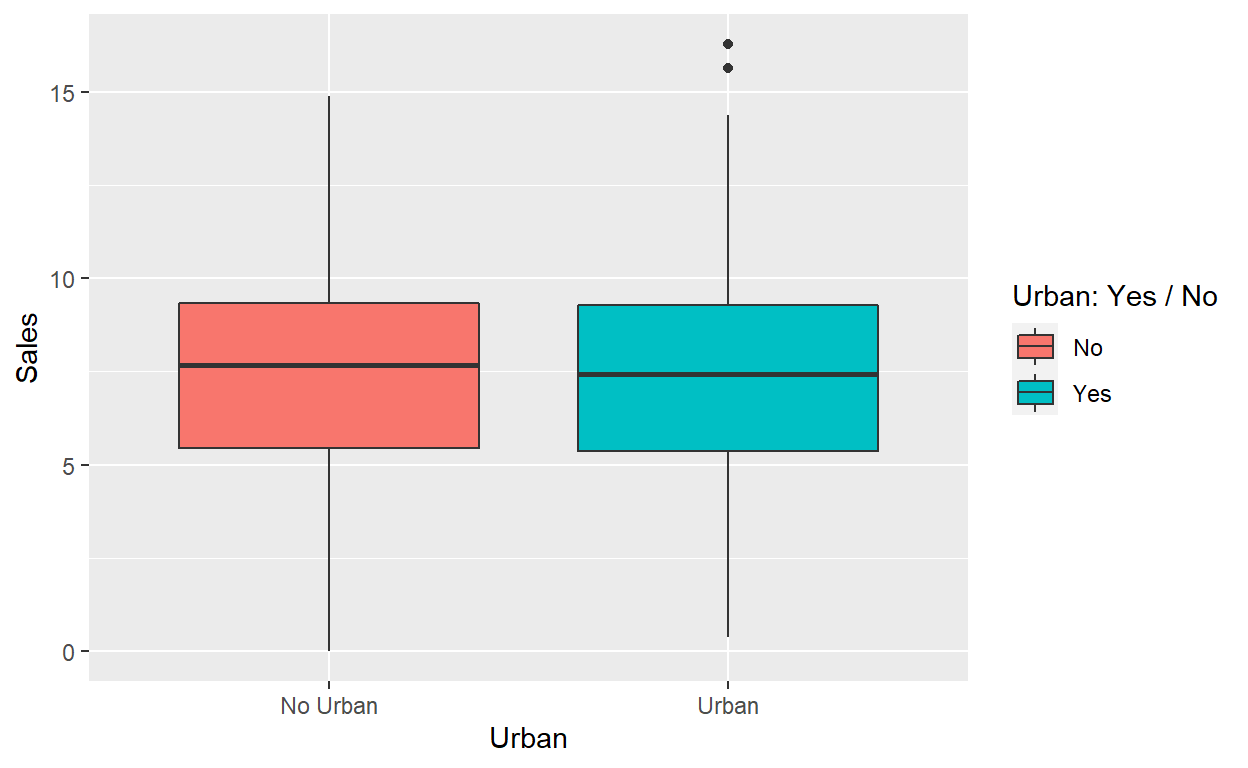 Sales
15
10
5
0
No Urban
Urban
Urban
Urban: Yes / No
No
Yes